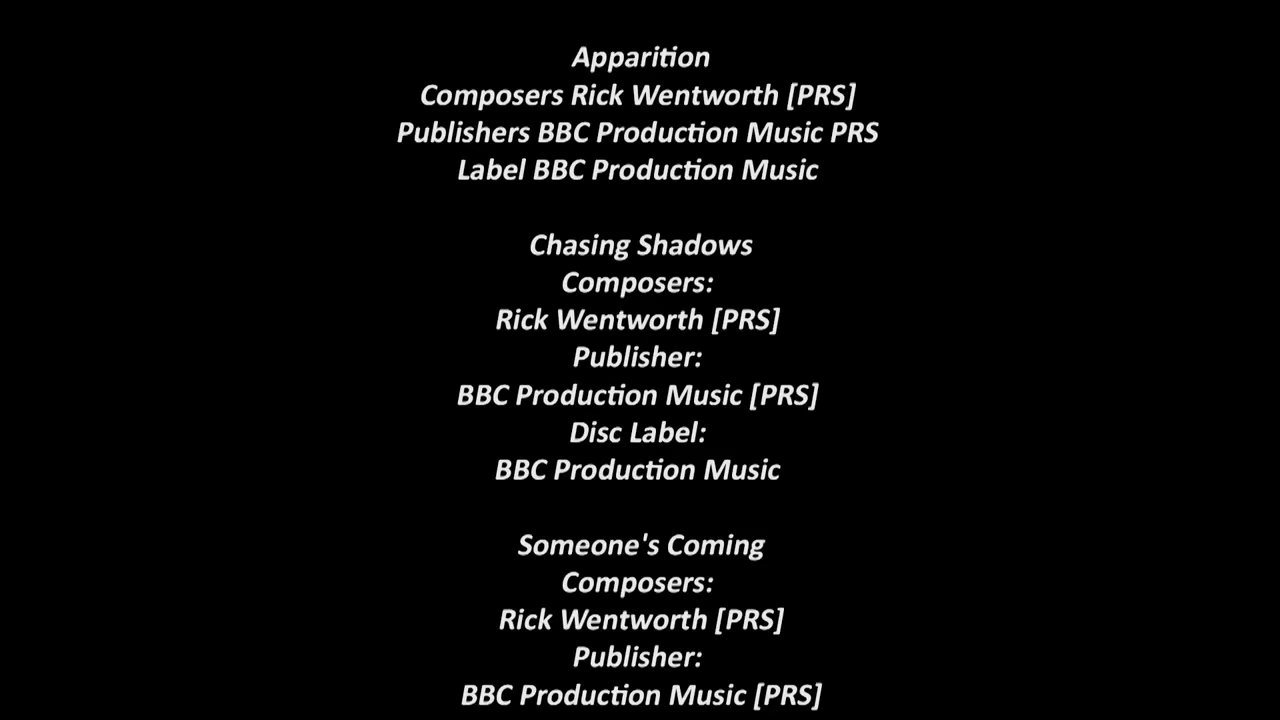 Apparition
Composers Rick Wentworth [PRS]
Publishers BBC Production Music PRS
Label BBC Production Music
Chasing Shadows
Composers:
Rick Wentworth [PRS]
Publisher:
BBC Production Music [PRS]
Disc Label:
BBC Production Music
Someone's Coming
Composers:
Rick Wentworth [PRS]
Publisher:
BBC Production Music [PRS]